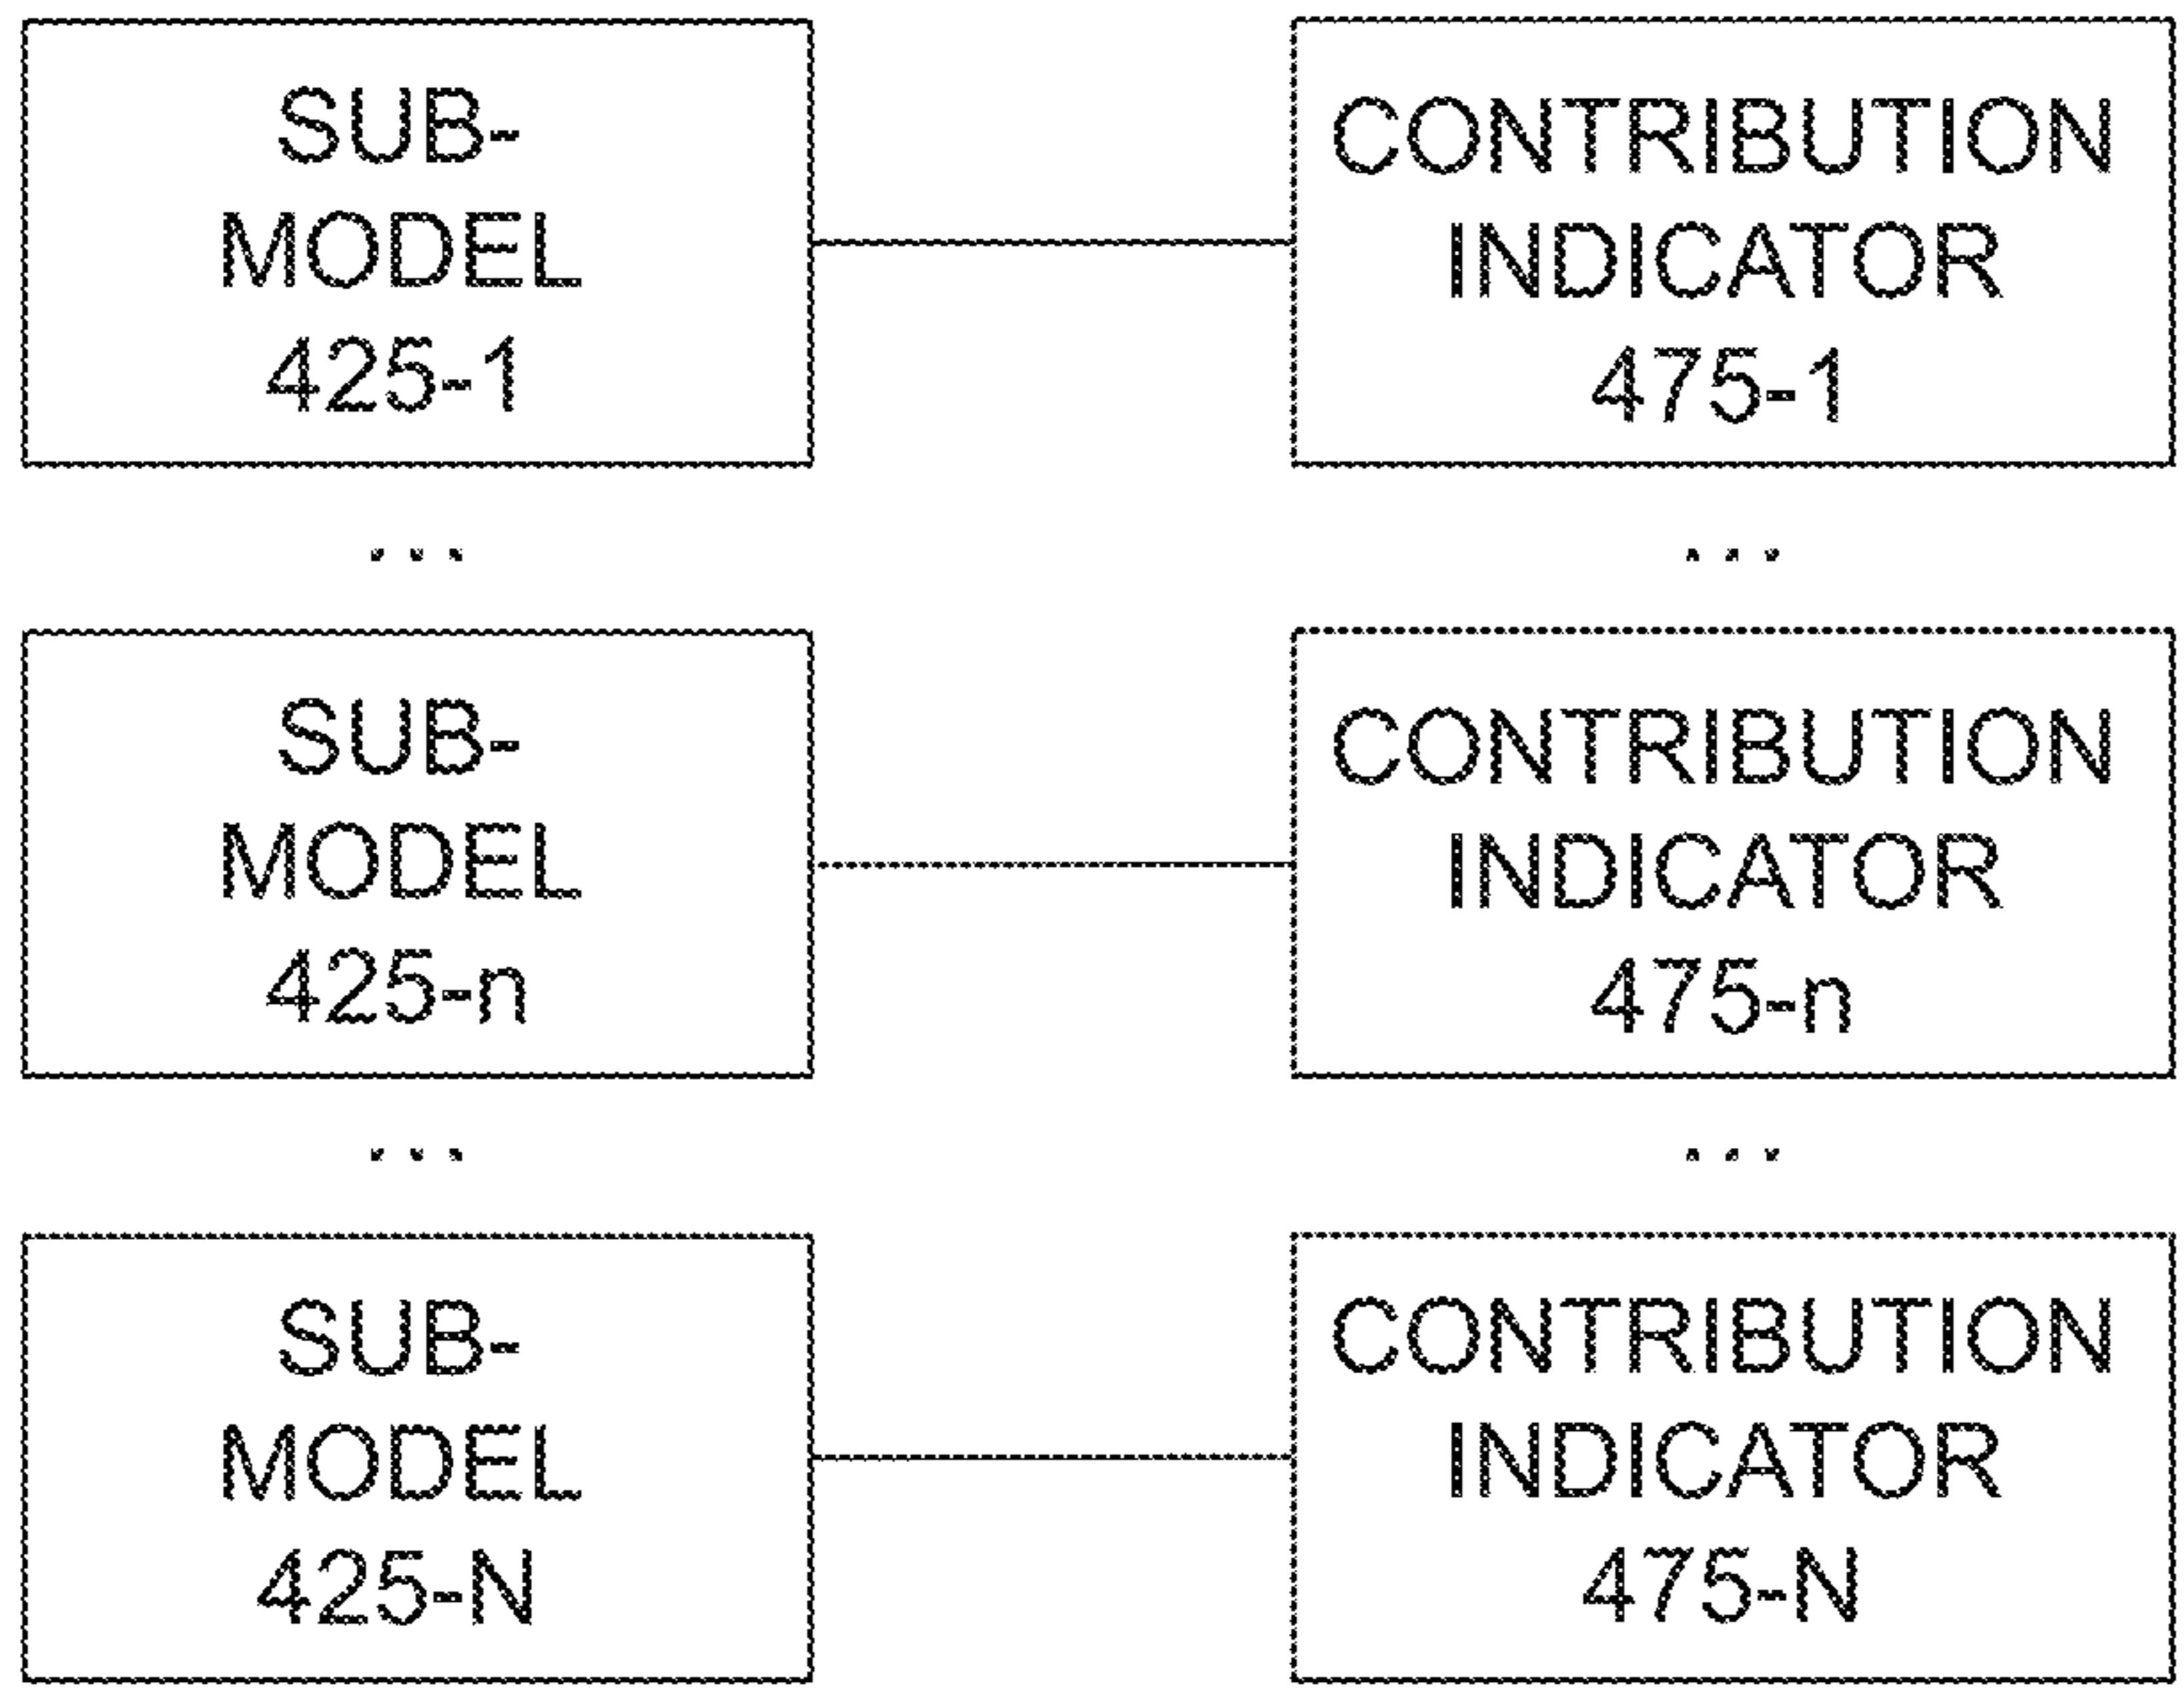 SUB-
MODEL
425-1
CONTRIBUTION
INDICATOR
475-1
...
...
SUB-
MODEL
425-n
CONTRIBUTION
INDICATOR
475-n
...
...
SUB-
MODEL
425-N
CONTRIBUTION
INDICATOR
475-N